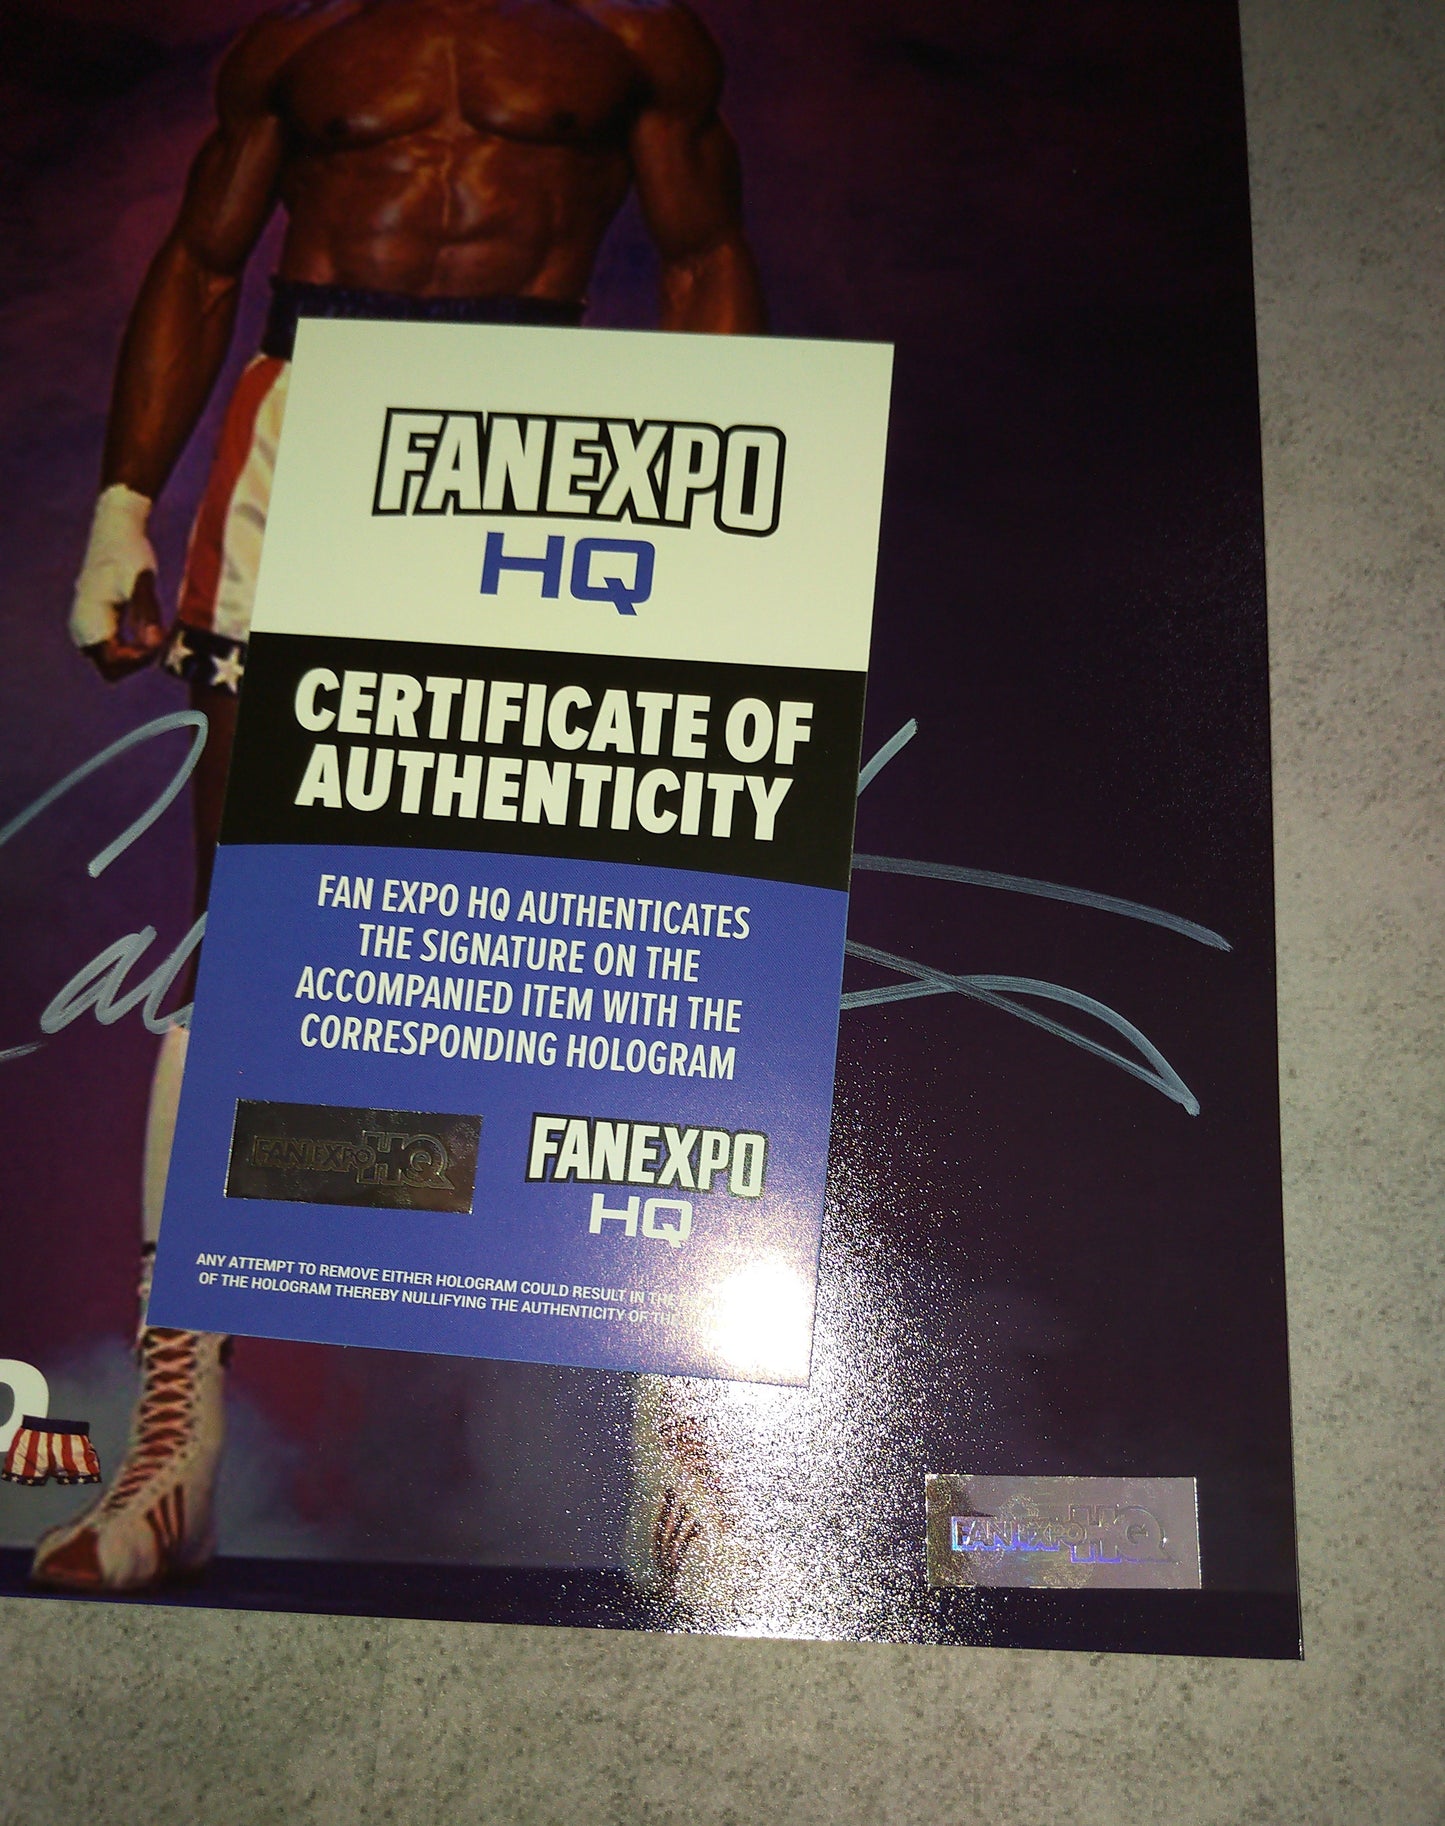 FANEXPO
HQ
CERTIFICATE OF
AUTHENTICITY
FAN EXPO HQ AUTHENTICATES
THE SIGNATURE ON THE
ACCOMPANIED ITEM WITH THE
CORRESPONDING HOLOGRAM
FANEXPO HQ
FANEXPO
HQ
ANY ATTEMPT TO REMOVE EITHER HOLOGRAM COULD RESULT IN THE
OF THE HOLOGRAM THEREBY NULLIFYING THE AUTHENTICITY OF THE
FANEXPO HQ